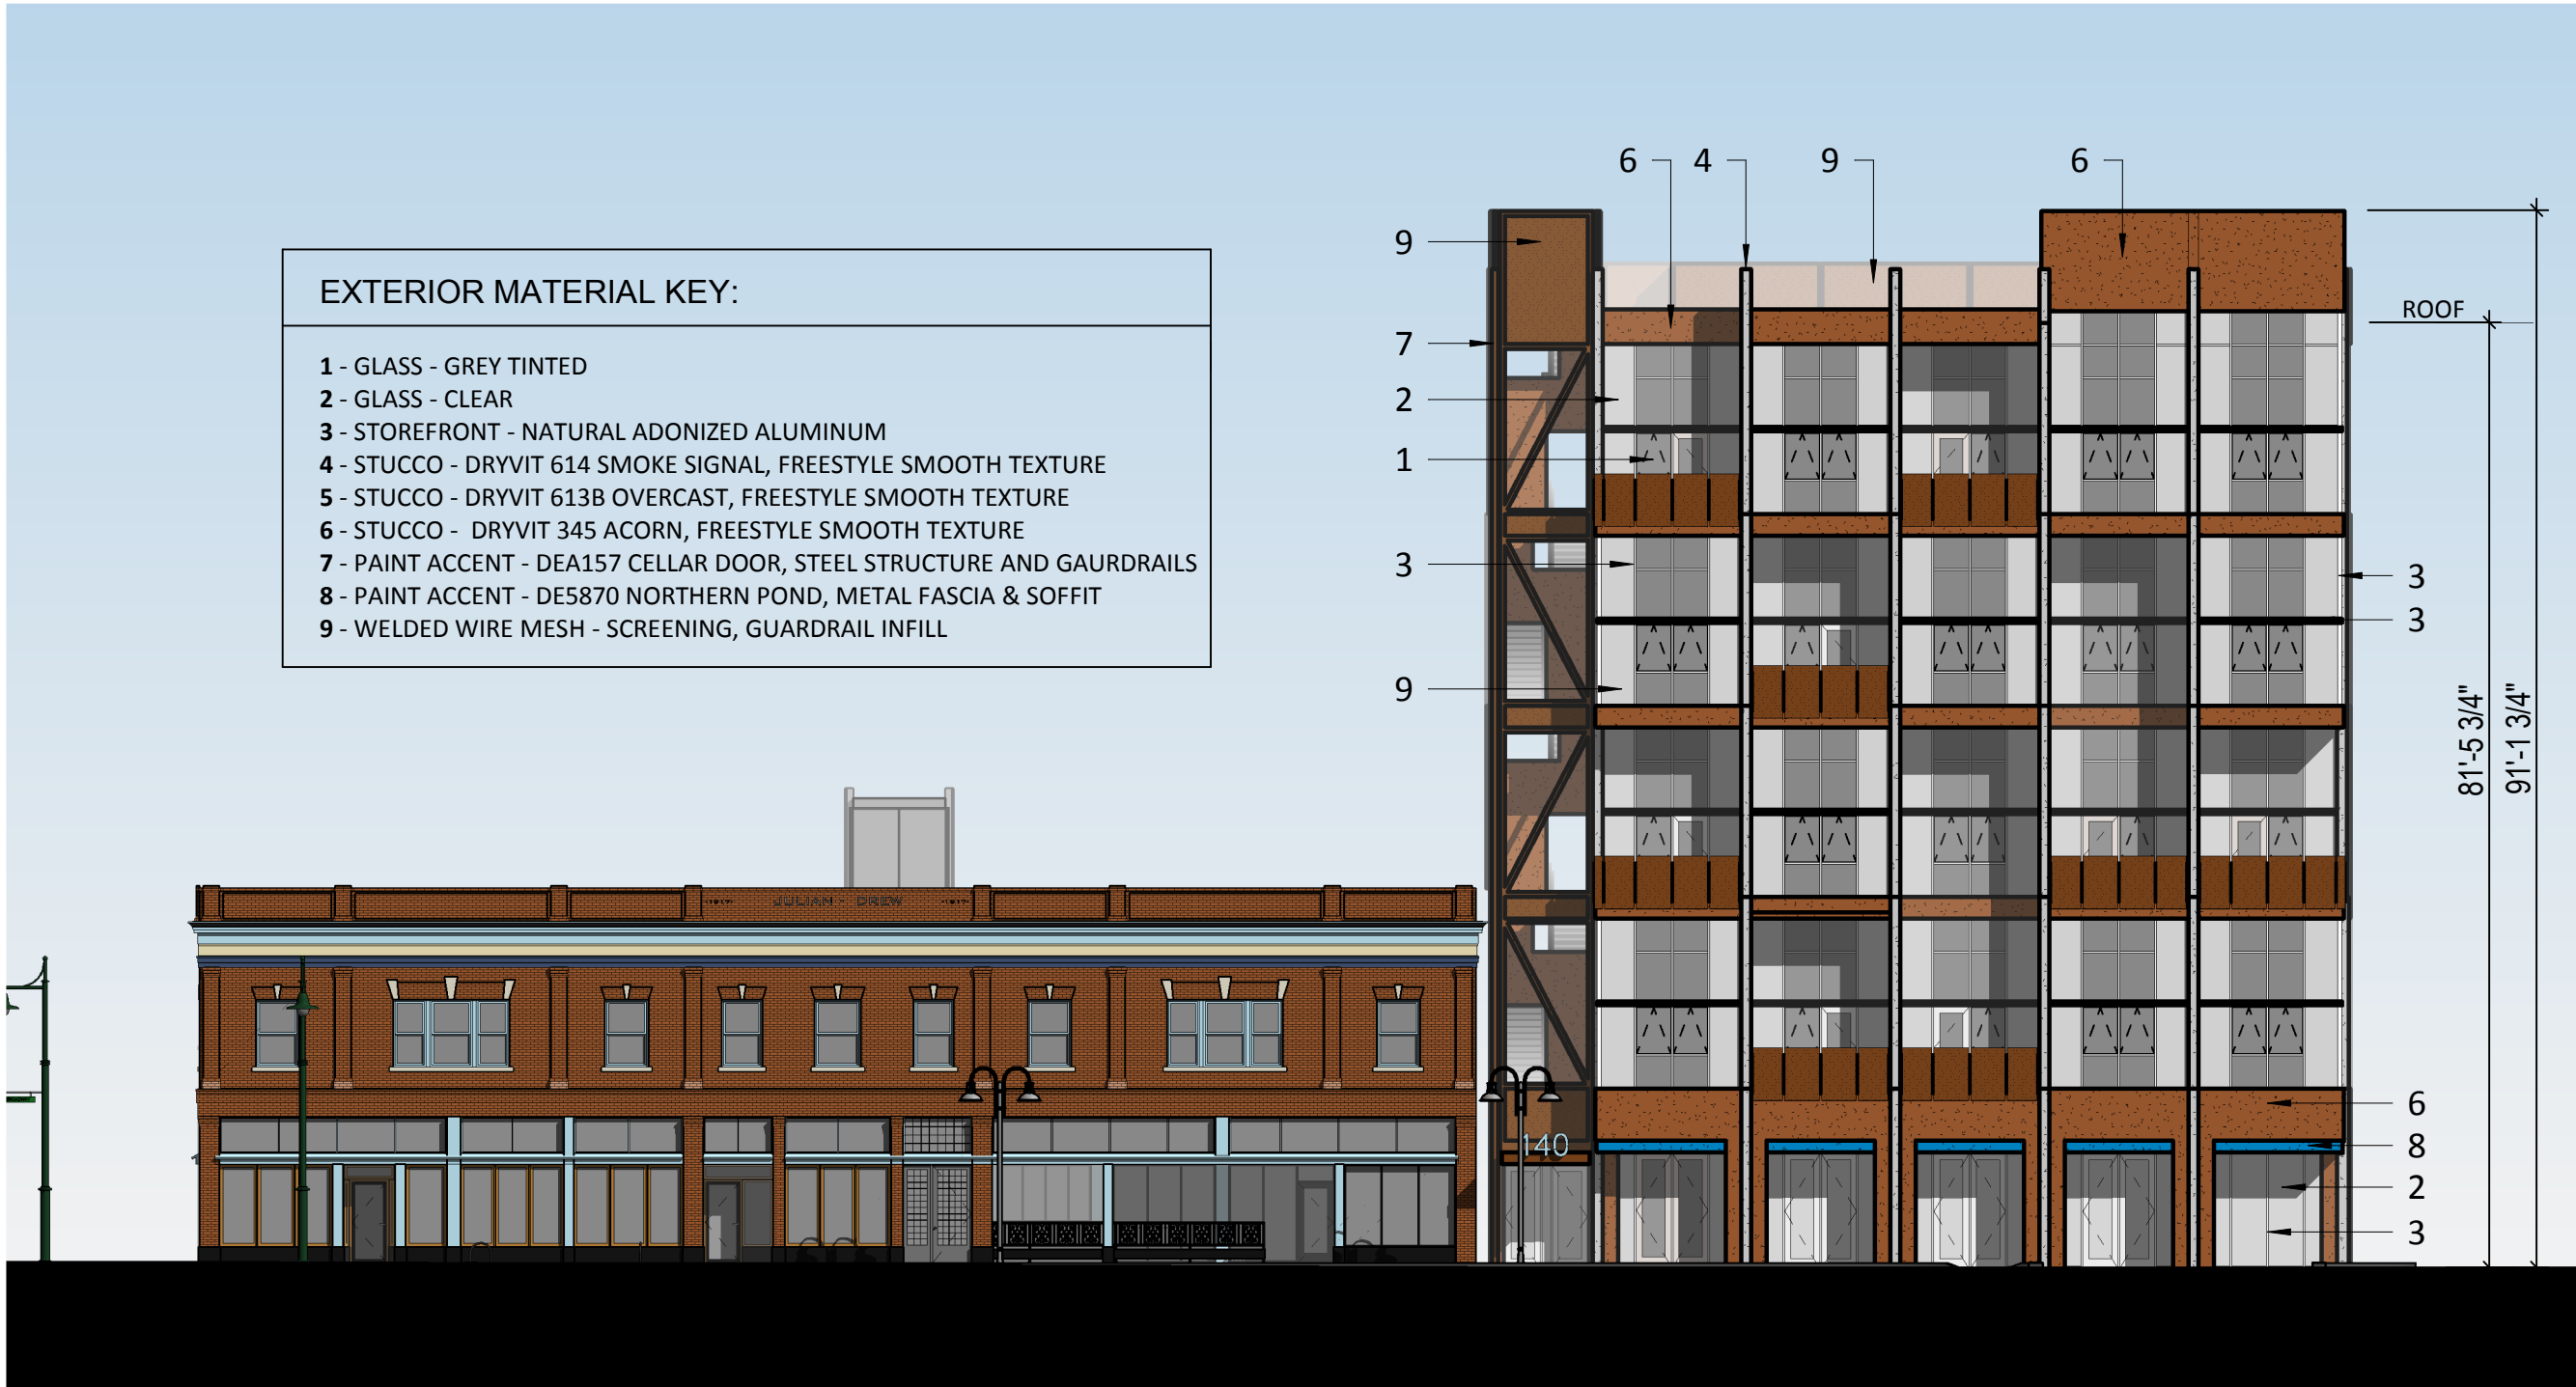 6 4 9 6
9
EXTERIOR MATERIAL KEY:
1 - GLASS - GREY TINTED
2 - GLASS - CLEAR
3 - STOREFRONT - NATURAL ADONIZED ALUMINUM
4 - STUCCO - DRYVIT 614 SMOKE SIGNAL, FREESTYLE SMOOTH TEXTURE
5 - STUCCO - DRYVIT 613B OVERCAST, FREESTYLE SMOOTH TEXTURE
6 - STUCCO - DRYVIT 345 ACORN, FREESTYLE SMOOTH TEXTURE
7 - PAINT ACCENT - DEA157 CELLAR DOOR, STEEL STRUCTURE AND GAURDRAILS
8 - PAINT ACCENT - DE5870 NORTHERN POND, METAL FASCIA & SOFFIT
9 - WELDED WIRE MESH - SCREENING, GUARDRAIL INFILL
ROOF
7
2
1
3
3
3
9
81'-5 3/4"
91'-1 3/4"
-1917- JULIAN - DREW -1917-
6
140
8
2
3